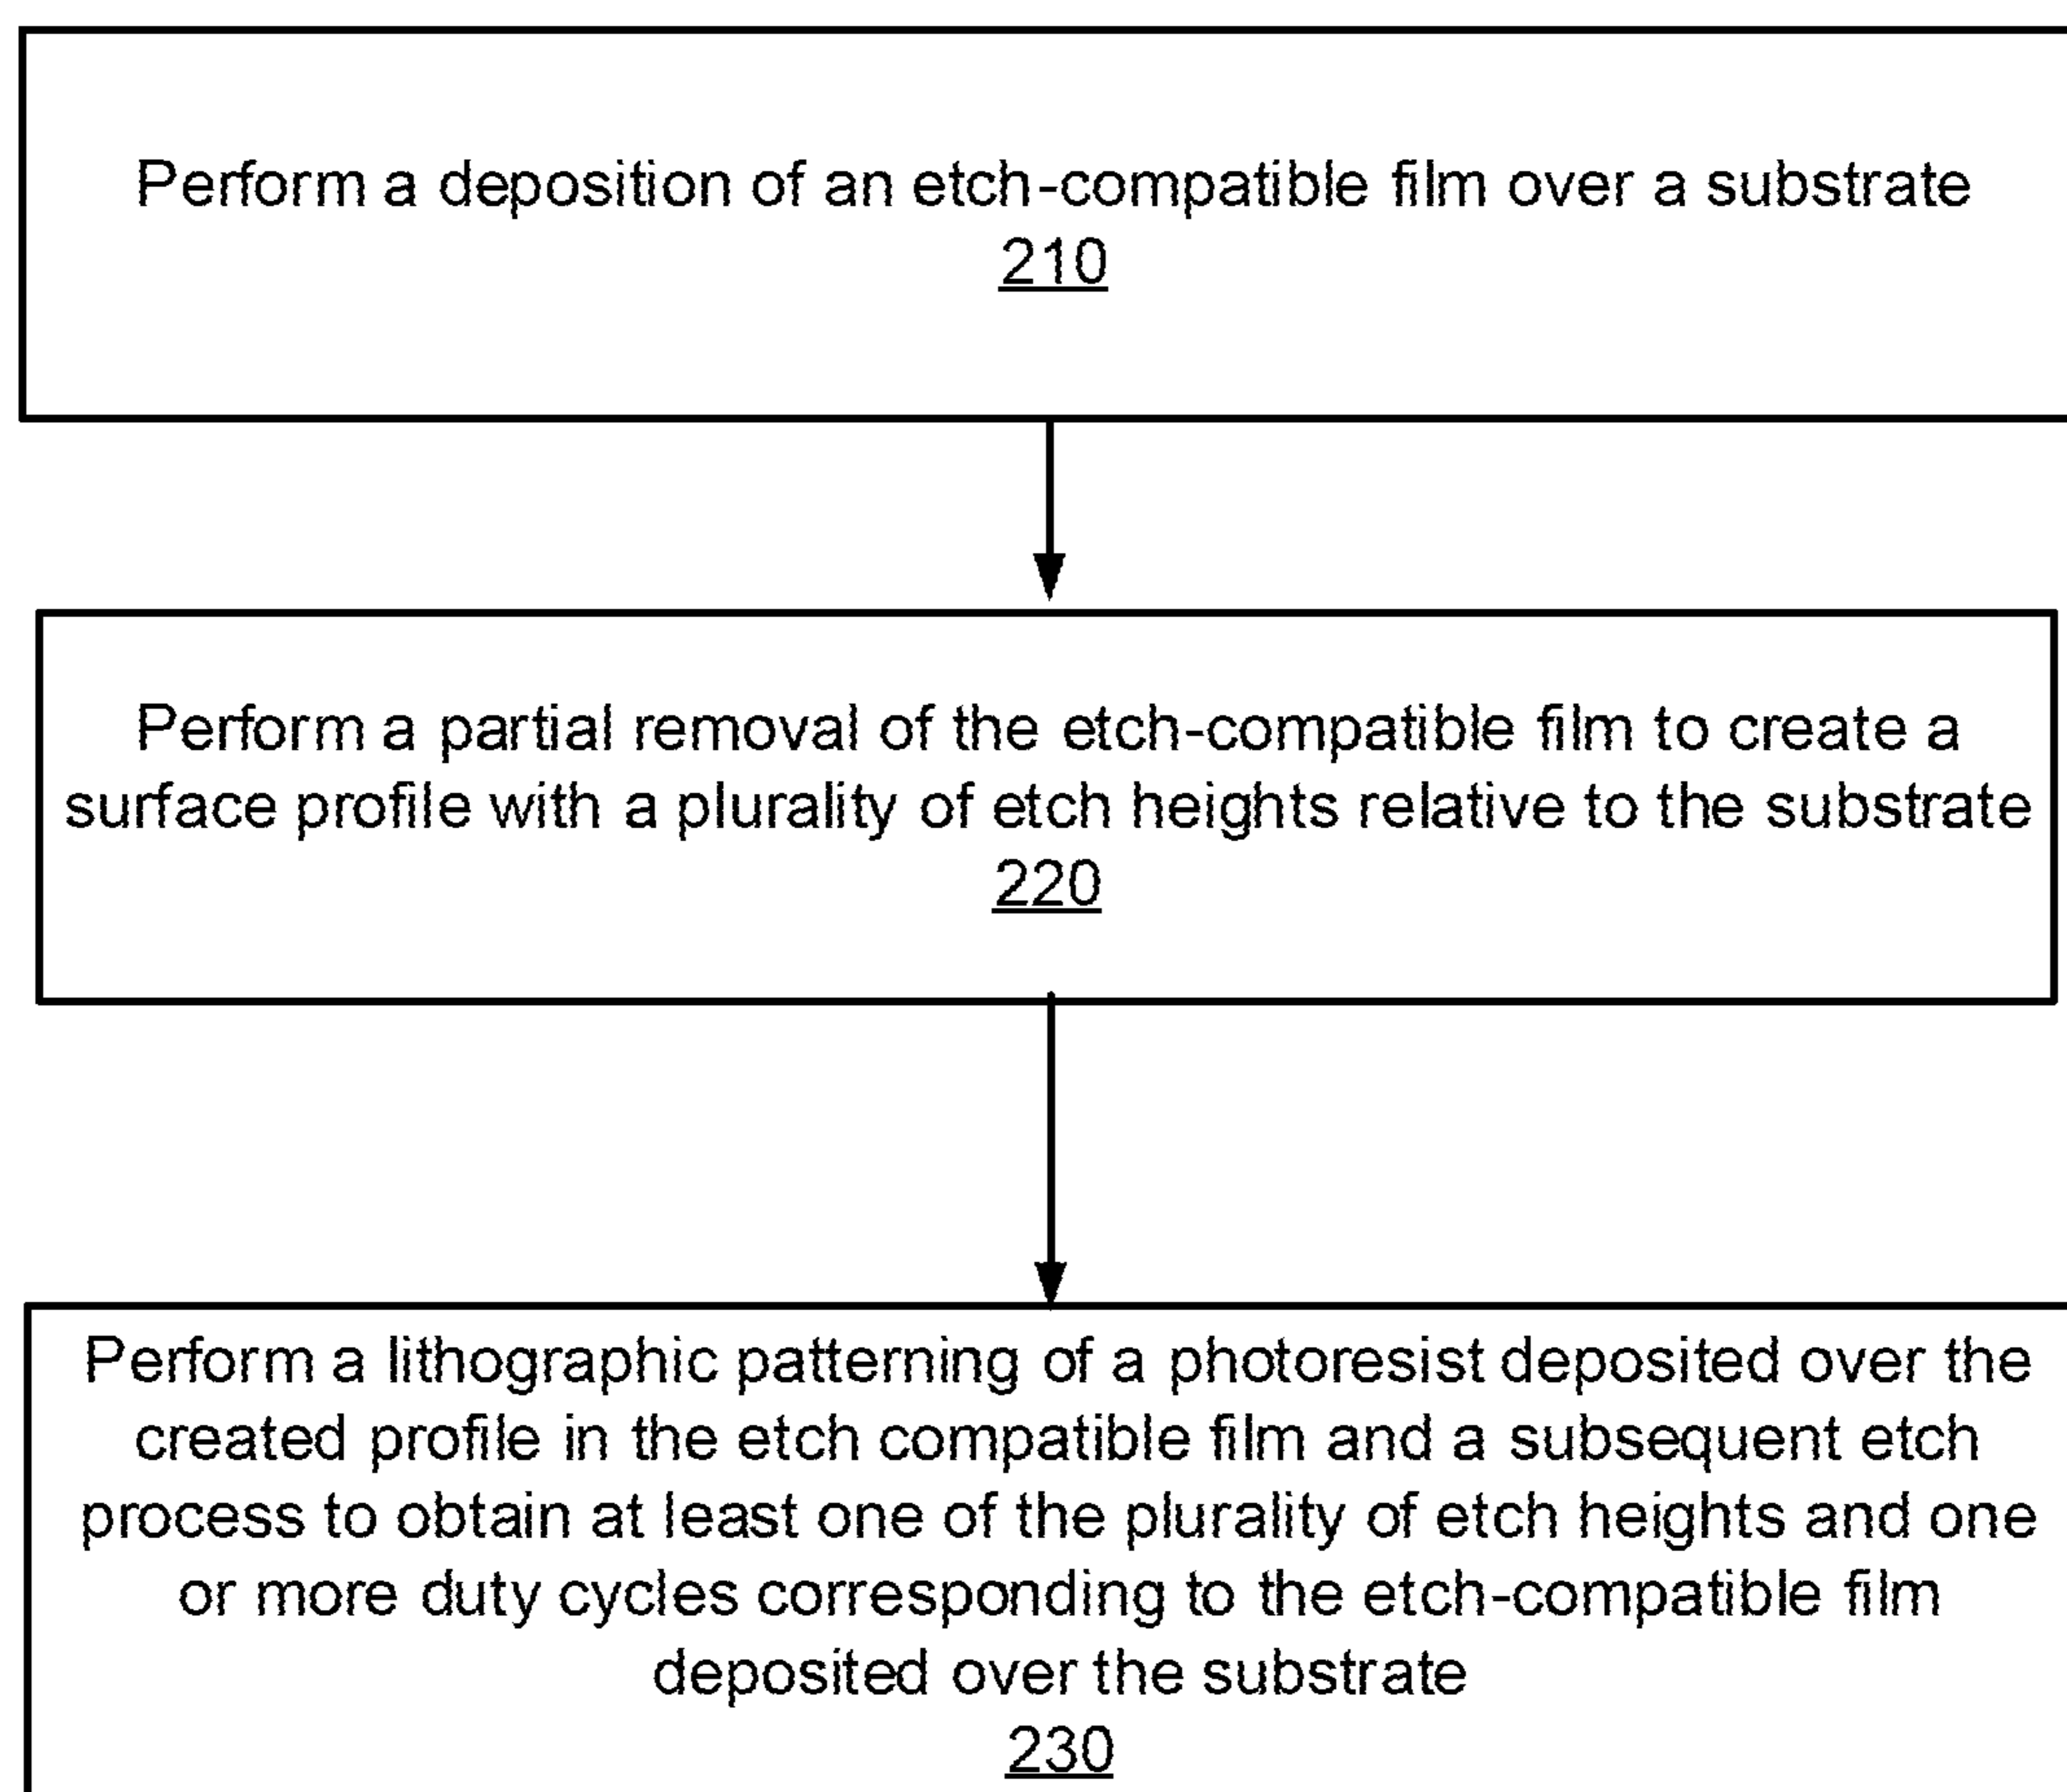 Perform a deposition of an etch-compatible film over a substrate
210
Perform a partial removal of the etch-compatible film to create a
surface profile with a plurality of etch heights relative to the substrate
220
Perform a lithographic patterning of a photoresist deposited over the
created profile in the etch compatible film and a subsequent etch
process to obtain at least one of the plurality of etch heights and one
or more duty cycles corresponding to the etch-compatible film
deposited over the substrate
230